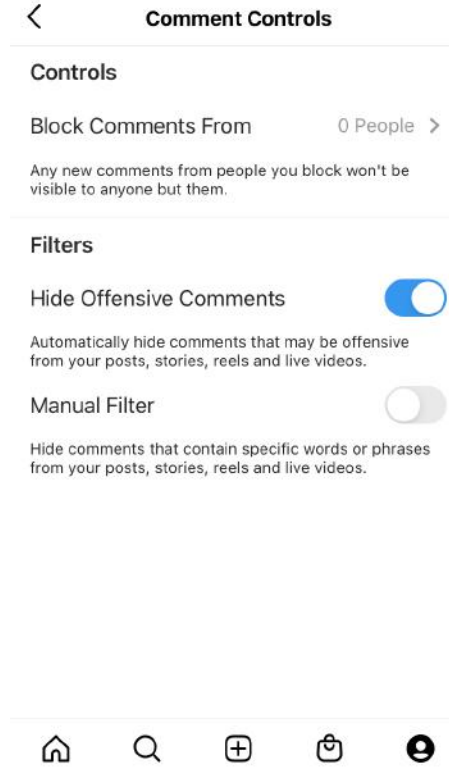 Comment Controls
Controls
Block Comments From 0 People
Any new comments from people you block won't be
visible to anyone but them.
Filters
Hide Offensive Comments
Automatically hide comments that may be offensive
from your posts, stories, reels and live videos.
Manual Filter
Hide comments that contain specific words or phrases
from your posts, stories, reels and live videos.